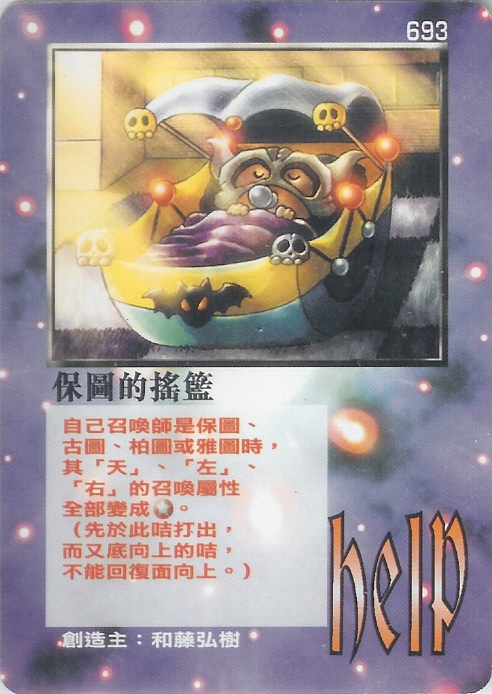 693
保圖的搖籃
自己召喚師是保圖、
古圖、柏圖或雅圖時，
其「天」、「左」、
「右」的召喚屬性
全部變成。
（先於此咭打出，
而又底向上的咭，
不能回復面向上。）
創造主：和藤弘樹
help